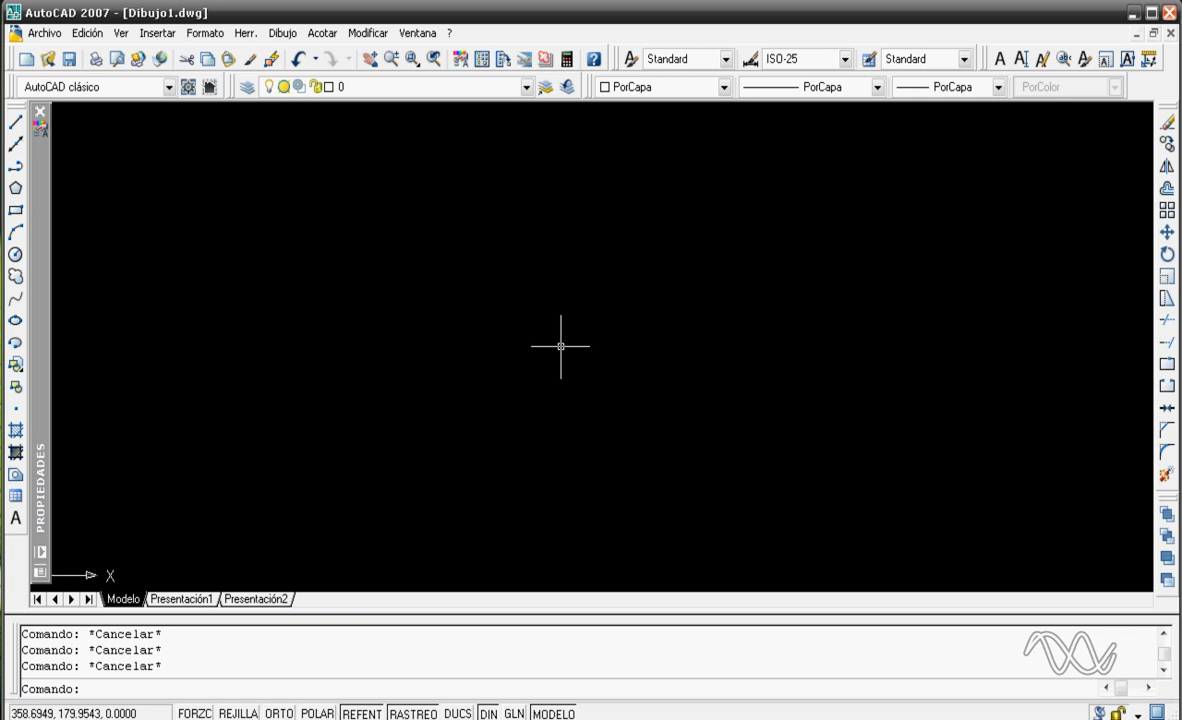 AutoCAD 2007 - [Dibujo1.dwg]
Archivo Edición Ver Insertar Formato Herr. Dibujo Acotar Modificar Ventana ?
Standard ISO-25 Standard
AutoCAD clásico 0 PorCapa PorCapa PorCapa PorColor
PROPIEDADES
X
Modelo Presentación1 Presentación2
Comando: *Cancelar*
Comando: *Cancelar*
Comando: *Cancelar*
Comando:
358.6949, 179.9543, 0.0000 FORZC REJILLA ORTO POLAR REFENT RASTREO DUCS DIN GLN MODELO